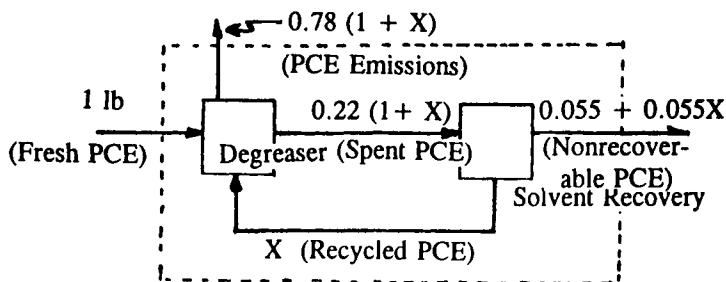 0.78 (1 + X)
(PCE Emissions)
1 lb
0.22 (1+ X)
0.055 + 0.055X
(Fresh PCE)
Degreaser (Spent PCE)
(Nonrecover-
able PCE)
Solvent Recovery
X (Recycled PCE)